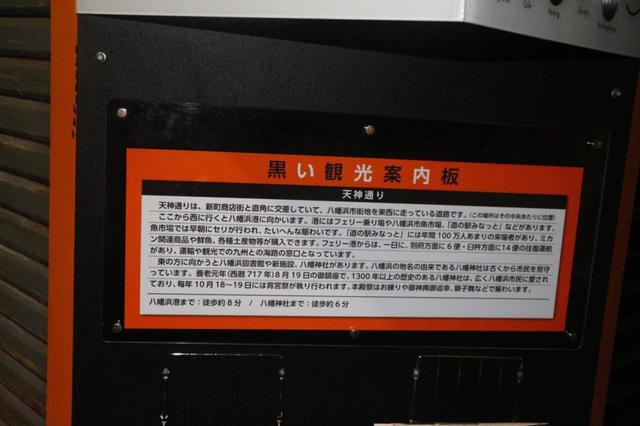 Parking
Library
黒い観光案内板
天神通り
天神通りは、新町商店街と直角に交差していて、八幡浜市街地を東西に走っている道路です。(この場所はその中央あたりに位置)
ここから西に行くと八幡浜港に向かいます。港にはフェリー乗り場や八幡浜市魚市場、「道の駅みなっと」などがあります。
魚市場では早朝にセリが行われ、たいへんな賑わいです。「道の駅みなっと」には年間100万人あまりの来場者があり、ミカ
ン関連商品や鮮魚、各種土産物等が購入できます。フェリー港からは、一日に、別府方面に6便・臼杵方面に14便の往復運航
があり、運輸や観光での九州との海路の窓口となっています。
東の方に向かうと八幡浜図書館や新施設、八幡神社があります。八幡浜の地名の由来である八幡神社は古くから市民を見守
っています。養老元年(西暦717年)8月19日の御鎮座で、1300年以上の歴史のある八幡神社は、広く八幡浜市民に愛され
ており、毎年10月18〜19日には宵宮祭が執り行われます。本殿祭はお練りや御神輿御巡幸、獅子舞などで賑わいます。
八幡浜港まで:徒歩約8分 / 八幡神社まで:徒歩約6分